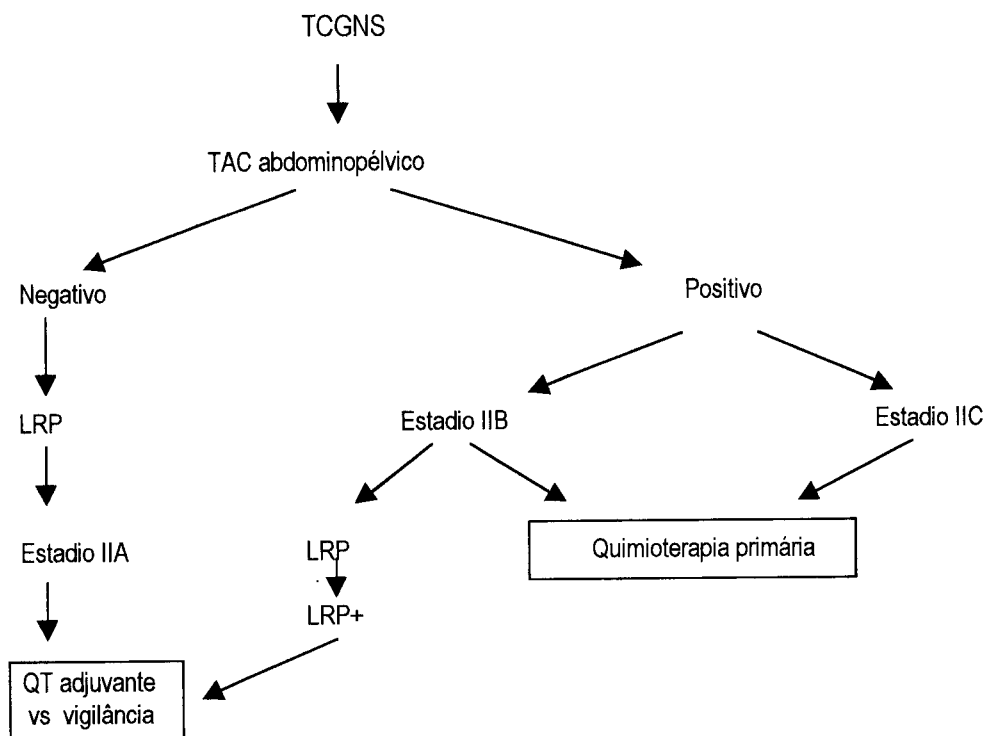 TCGNS
TAC abdominopélvico
Negativo
Positivo
LRP
Estadio IIB
Estadio IIC
Estadio IIA
LRP
Quimioterapia primária
LRP+
QT adjuvante
vs vigilância